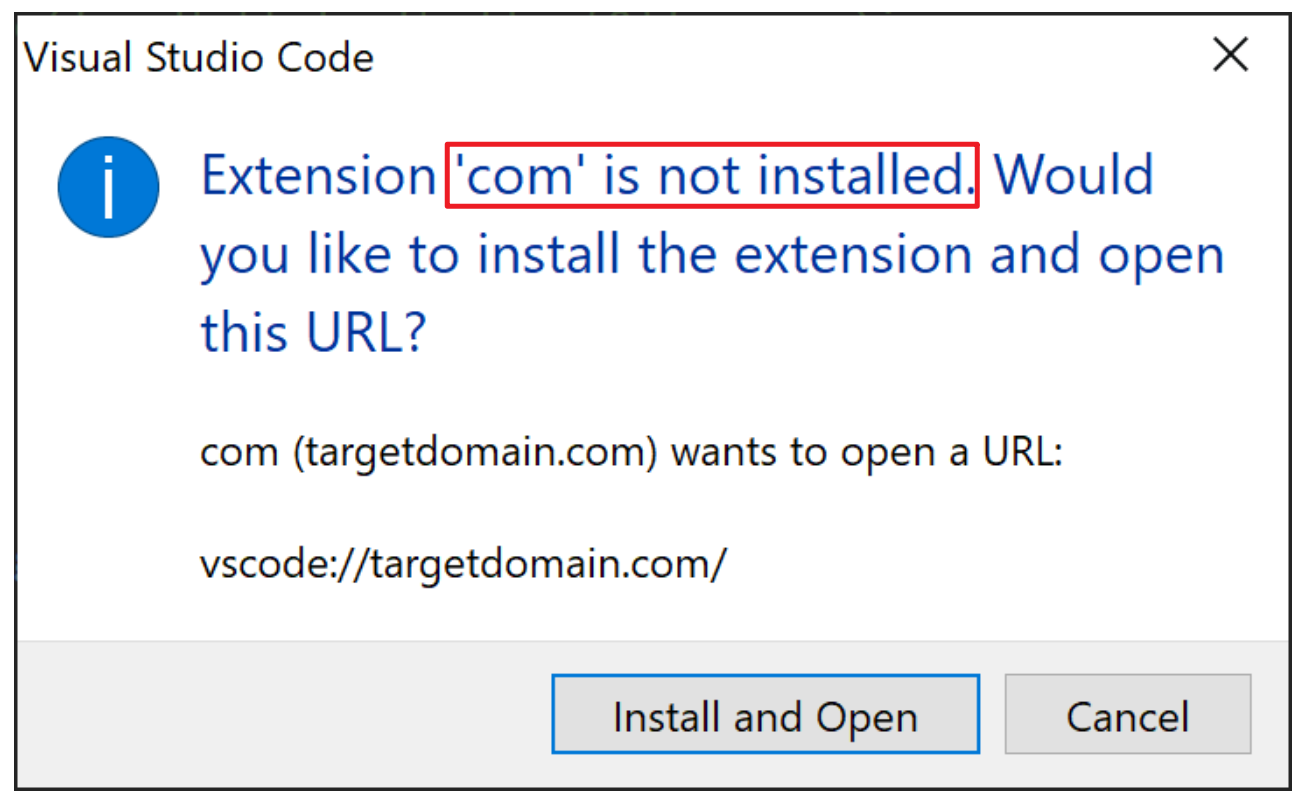 Visual Studio Code
Extension 'com' is not installed. Would
you like to install the extension and open
this URL?
com (targetdomain.com) wants to open a URL:
vscode://targetdomain.com/
Install and Open
Cancel